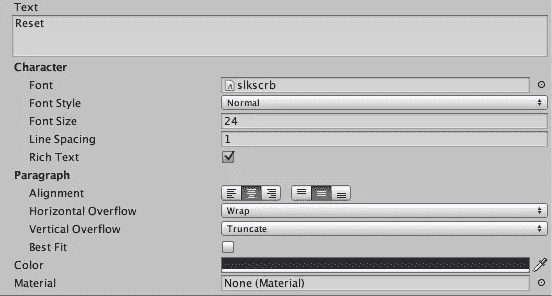 Text
Reset
Character
Font slkscrb
Font Style Normal
Font Size 24
Line Spacing 1
Rich Text
Paragraph
Alignment
Horizontal Overflow Wrap
Vertical Overflow Truncate
Best Fit
Color
Material None (Material)